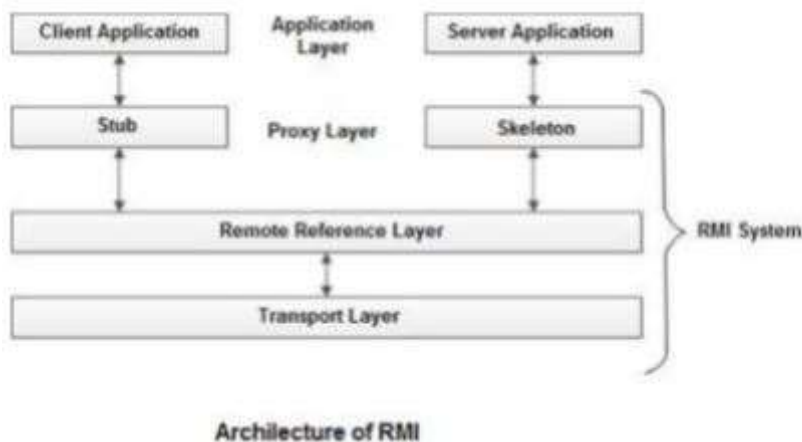 Client Application
Application Layer
Server Application
Stub
Proxy Layer
Skeleton
Remote Reference Layer
RMI System
Transport Layer
Archilecture of RMI